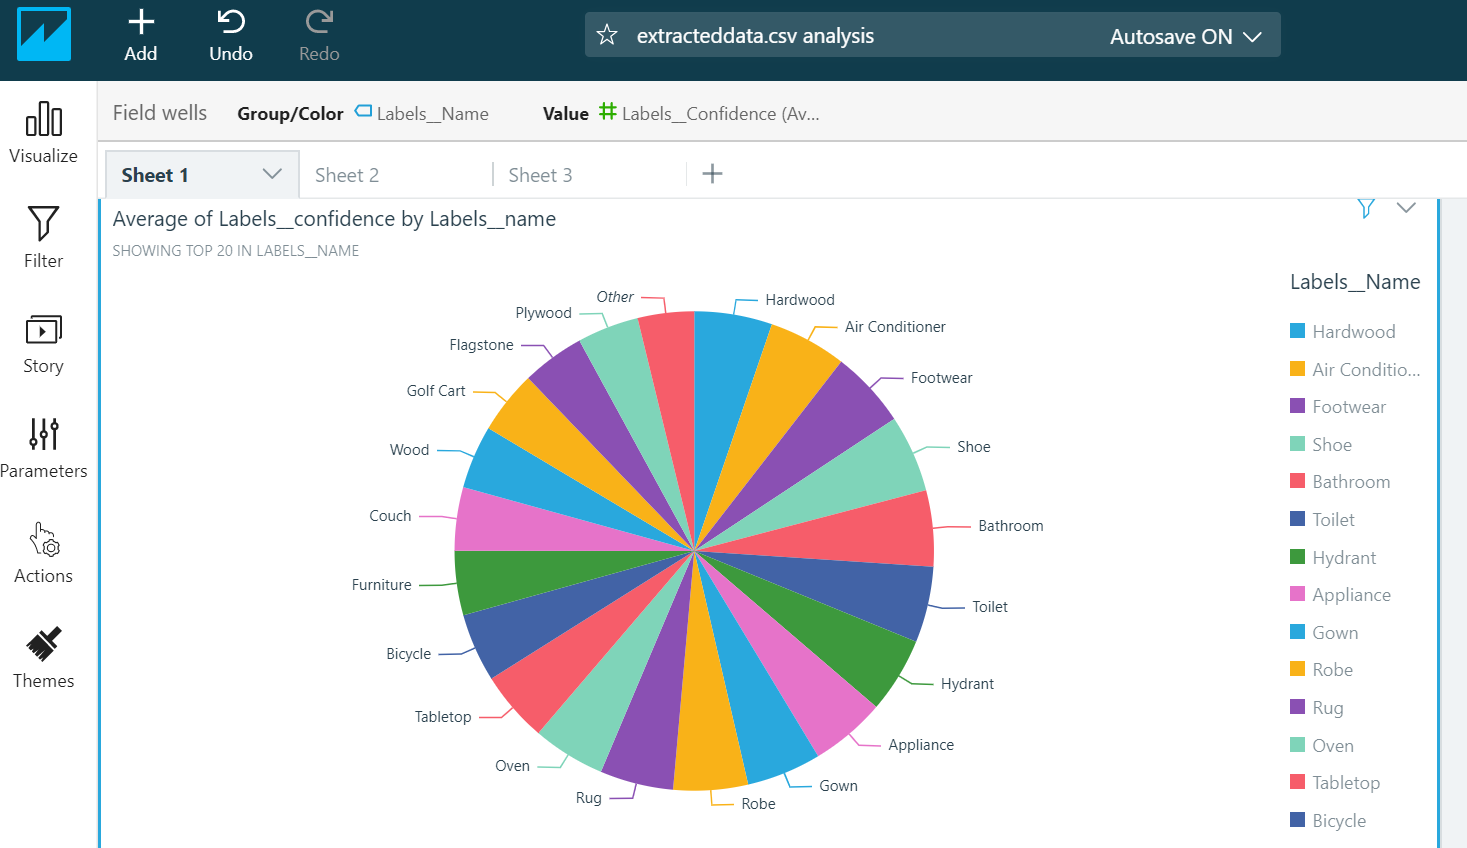 Add
Undo
Redo
extracteddata.csv analysis
Autosave ON
Visualize
Filter
Story
Parameters
Actions
Themes
Field wells
Group/Color Labels__Name
Value Labels__Confidence (Av...
Sheet 1
Sheet 2
Sheet 3
Average of Labels__confidence by Labels__name
SHOWING TOP 20 IN LABELS__NAME
Hardwood
Air Conditioner
Footwear
Shoe
Bathroom
Toilet
Hydrant
Appliance
Gown
Robe
Rug
Oven
Tabletop
Bicycle
Furniture
Couch
Wood
Golf Cart
Flagstone
Plywood
Other
Labels__Name
Hardwood
Air Conditio...
Footwear
Shoe
Bathroom
Toilet
Hydrant
Appliance
Gown
Robe
Rug
Oven
Tabletop
Bicycle